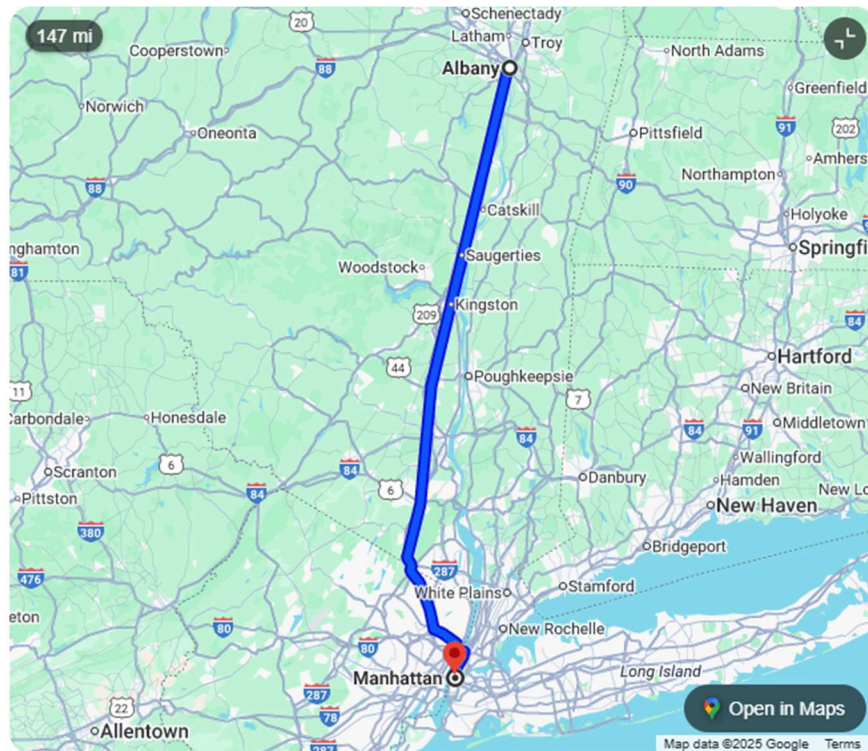 147 mi
Schenectady
20
Latham
Troy
Cooperstown
North Adams
88
Albany
Greenfield
Norwich
91
202
Oneonta
Pittsfield
Amhers
Northampton
88
90
Catskill
Holyoke
Springfi
nghamton
Saugerties
81
Woodstock
Kingston
209
84
Hartford
44
Poughkeepsie
11
New Britain
7
Carbondale
Honesdale
Middletown
84
84
91
6
84
Wallingford
Scranton
Danbury
Hamden
Pittston
84
6
New Lo
New Haven
380
Bridgeport
287
476
Stamford
White Plains
eton
80
New Rochelle
80
Manhattan
Long Island
287
22
78
Open in Maps
Allentown
287
Map data ©2025 Google
Terms